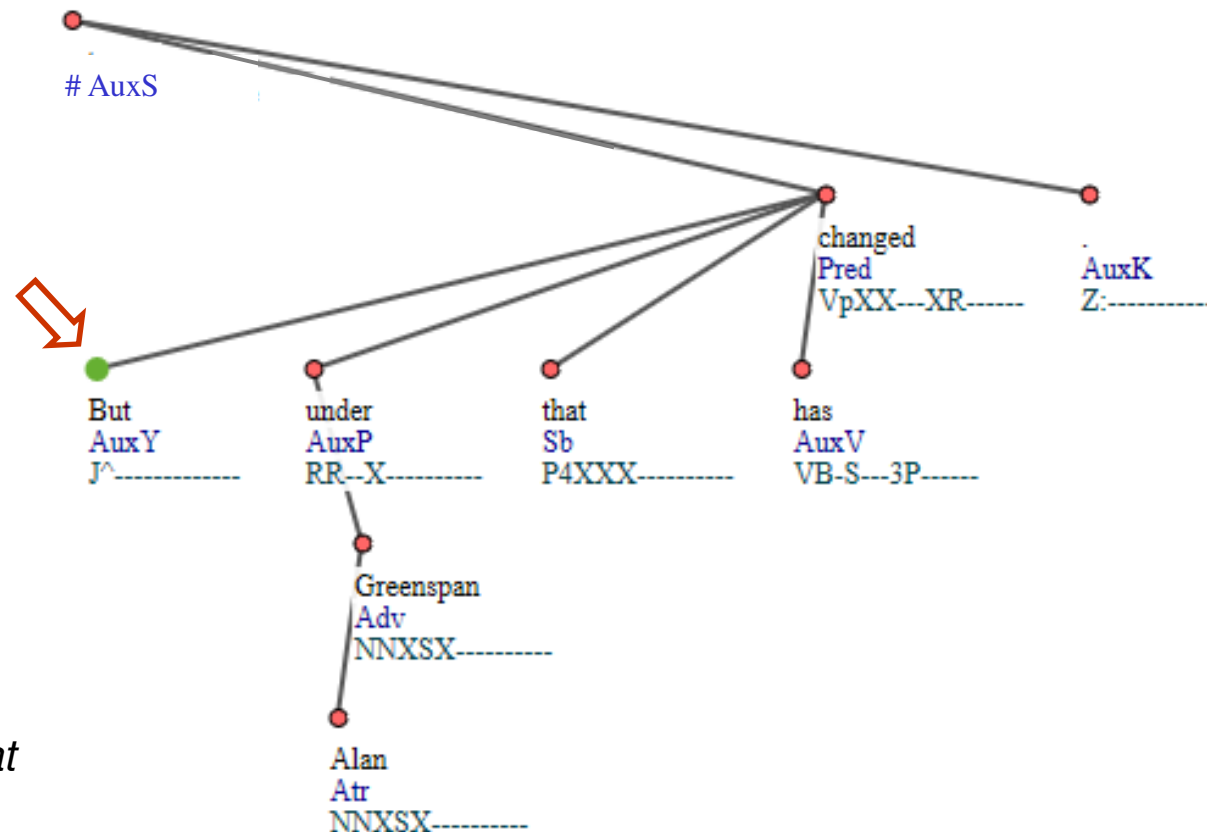 # AuxS
changed
Pred
VpXX---XR------
.
AuxK
Z:-----------
But
AuxY
J^-------------
under
AuxP
RR--X----------
that
Sb
P4XXX----------
has
AuxV
VB-S---3P------
Greenspan
Adv
NNXSX----------
Alan
Atr
NNXSX----------